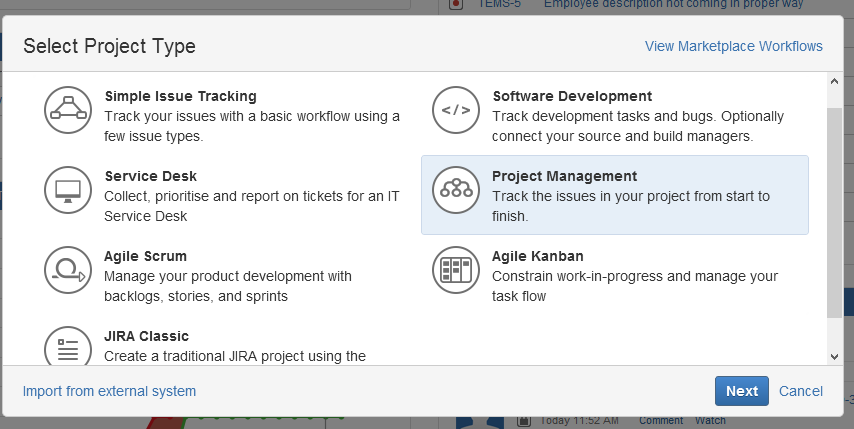 TEMS-5 Employee description not coming in proper way
Select Project Type
View Marketplace Workflows
Simple Issue Tracking
Track your issues with a basic workflow using a
few issue types.
Software Development
Track development tasks and bugs. Optionally
connect your source and build managers.
Service Desk
Collect, prioritise and report on tickets for an IT
Service Desk
Project Management
Track the issues in your project from start to
finish.
Agile Scrum
Manage your product development with
backlogs, stories, and sprints
Agile Kanban
Constrain work-in-progress and manage your
task flow
JIRA Classic
Create a traditional JIRA project using the
Import from external system
Next
Cancel
Today 11:52 AM Comment Watch